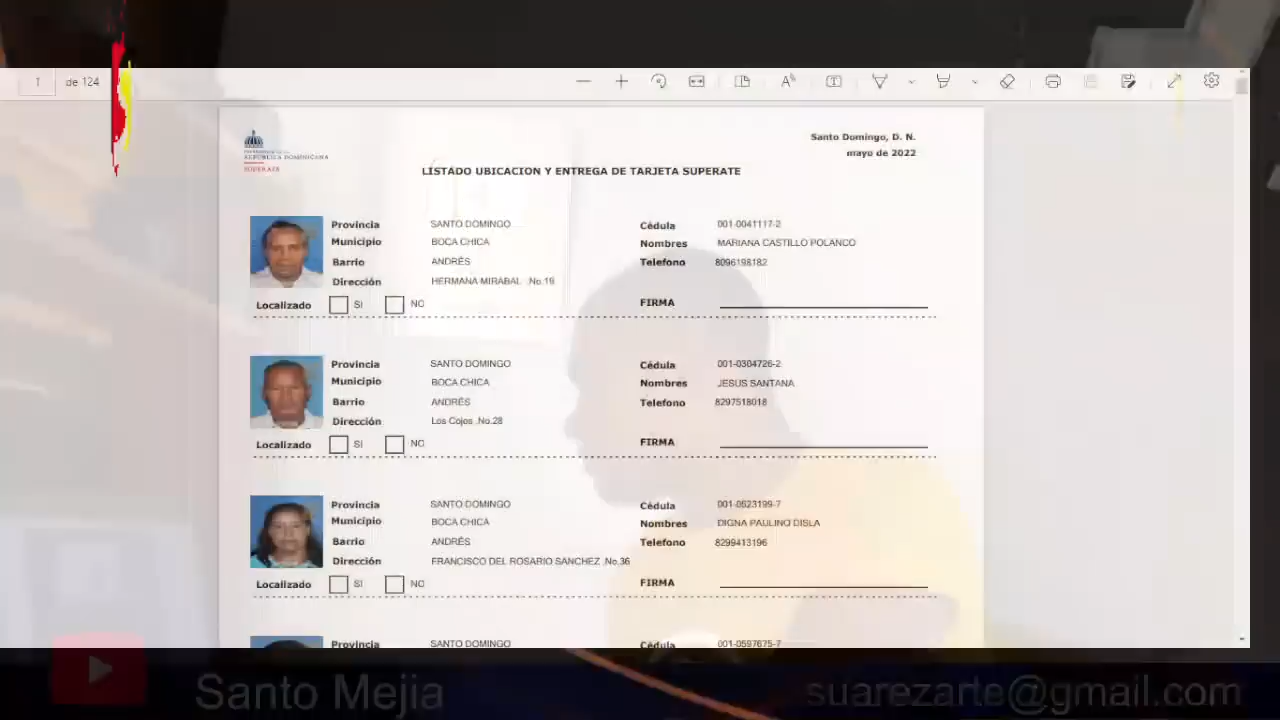 1 de 124
Santo Domingo, D. N.
mayo de 2022
REPÚBLICA DOMINICANA
SUPERATE
LISTADO UBICACION Y ENTREGA DE TARJETA SUPERATE
Provincia SANTO DOMINGO Cédula 001-0041117-2
Municipio BOCA CHICA Nombres MARIANA CASTILLO POLANCO
Barrio ANDRÉS Telefono 8096198182
Dirección HERMANA MIRABAL .No.19
Localizado SI NO FIRMA
Provincia SANTO DOMINGO Cédula 001-0304726-2
Municipio BOCA CHICA Nombres JESUS SANTANA
Barrio ANDRÉS Telefono 8297518018
Dirección Los Cojos .No.28
Localizado SI NO FIRMA
Provincia SANTO DOMINGO Cédula 001-0523199-7
Municipio BOCA CHICA Nombres DIGNA PAULINO DISLA
Barrio ANDRÉS Telefono 8299413196
Dirección FRANCISCO DEL ROSARIO SANCHEZ .No.36
Localizado SI NO FIRMA
Provincia SANTO DOMINGO Cédula 001-0597675-7
Santo Mejia suarezarte@gmail.com